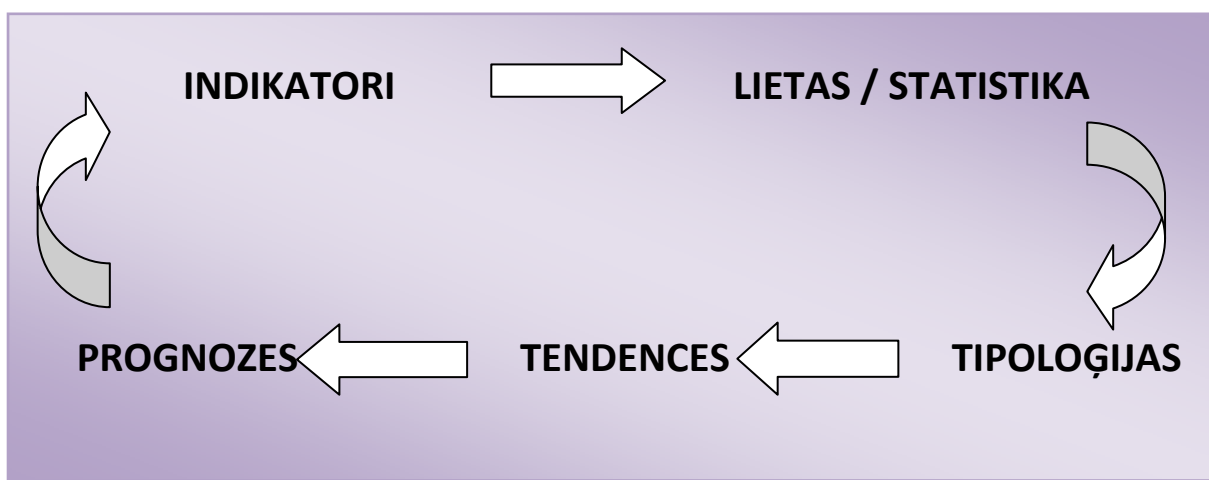 INDIKATORI
LIETAS / STATISTIKA
PROGNOZES
TENDENCES
TIPOLOĢIJAS